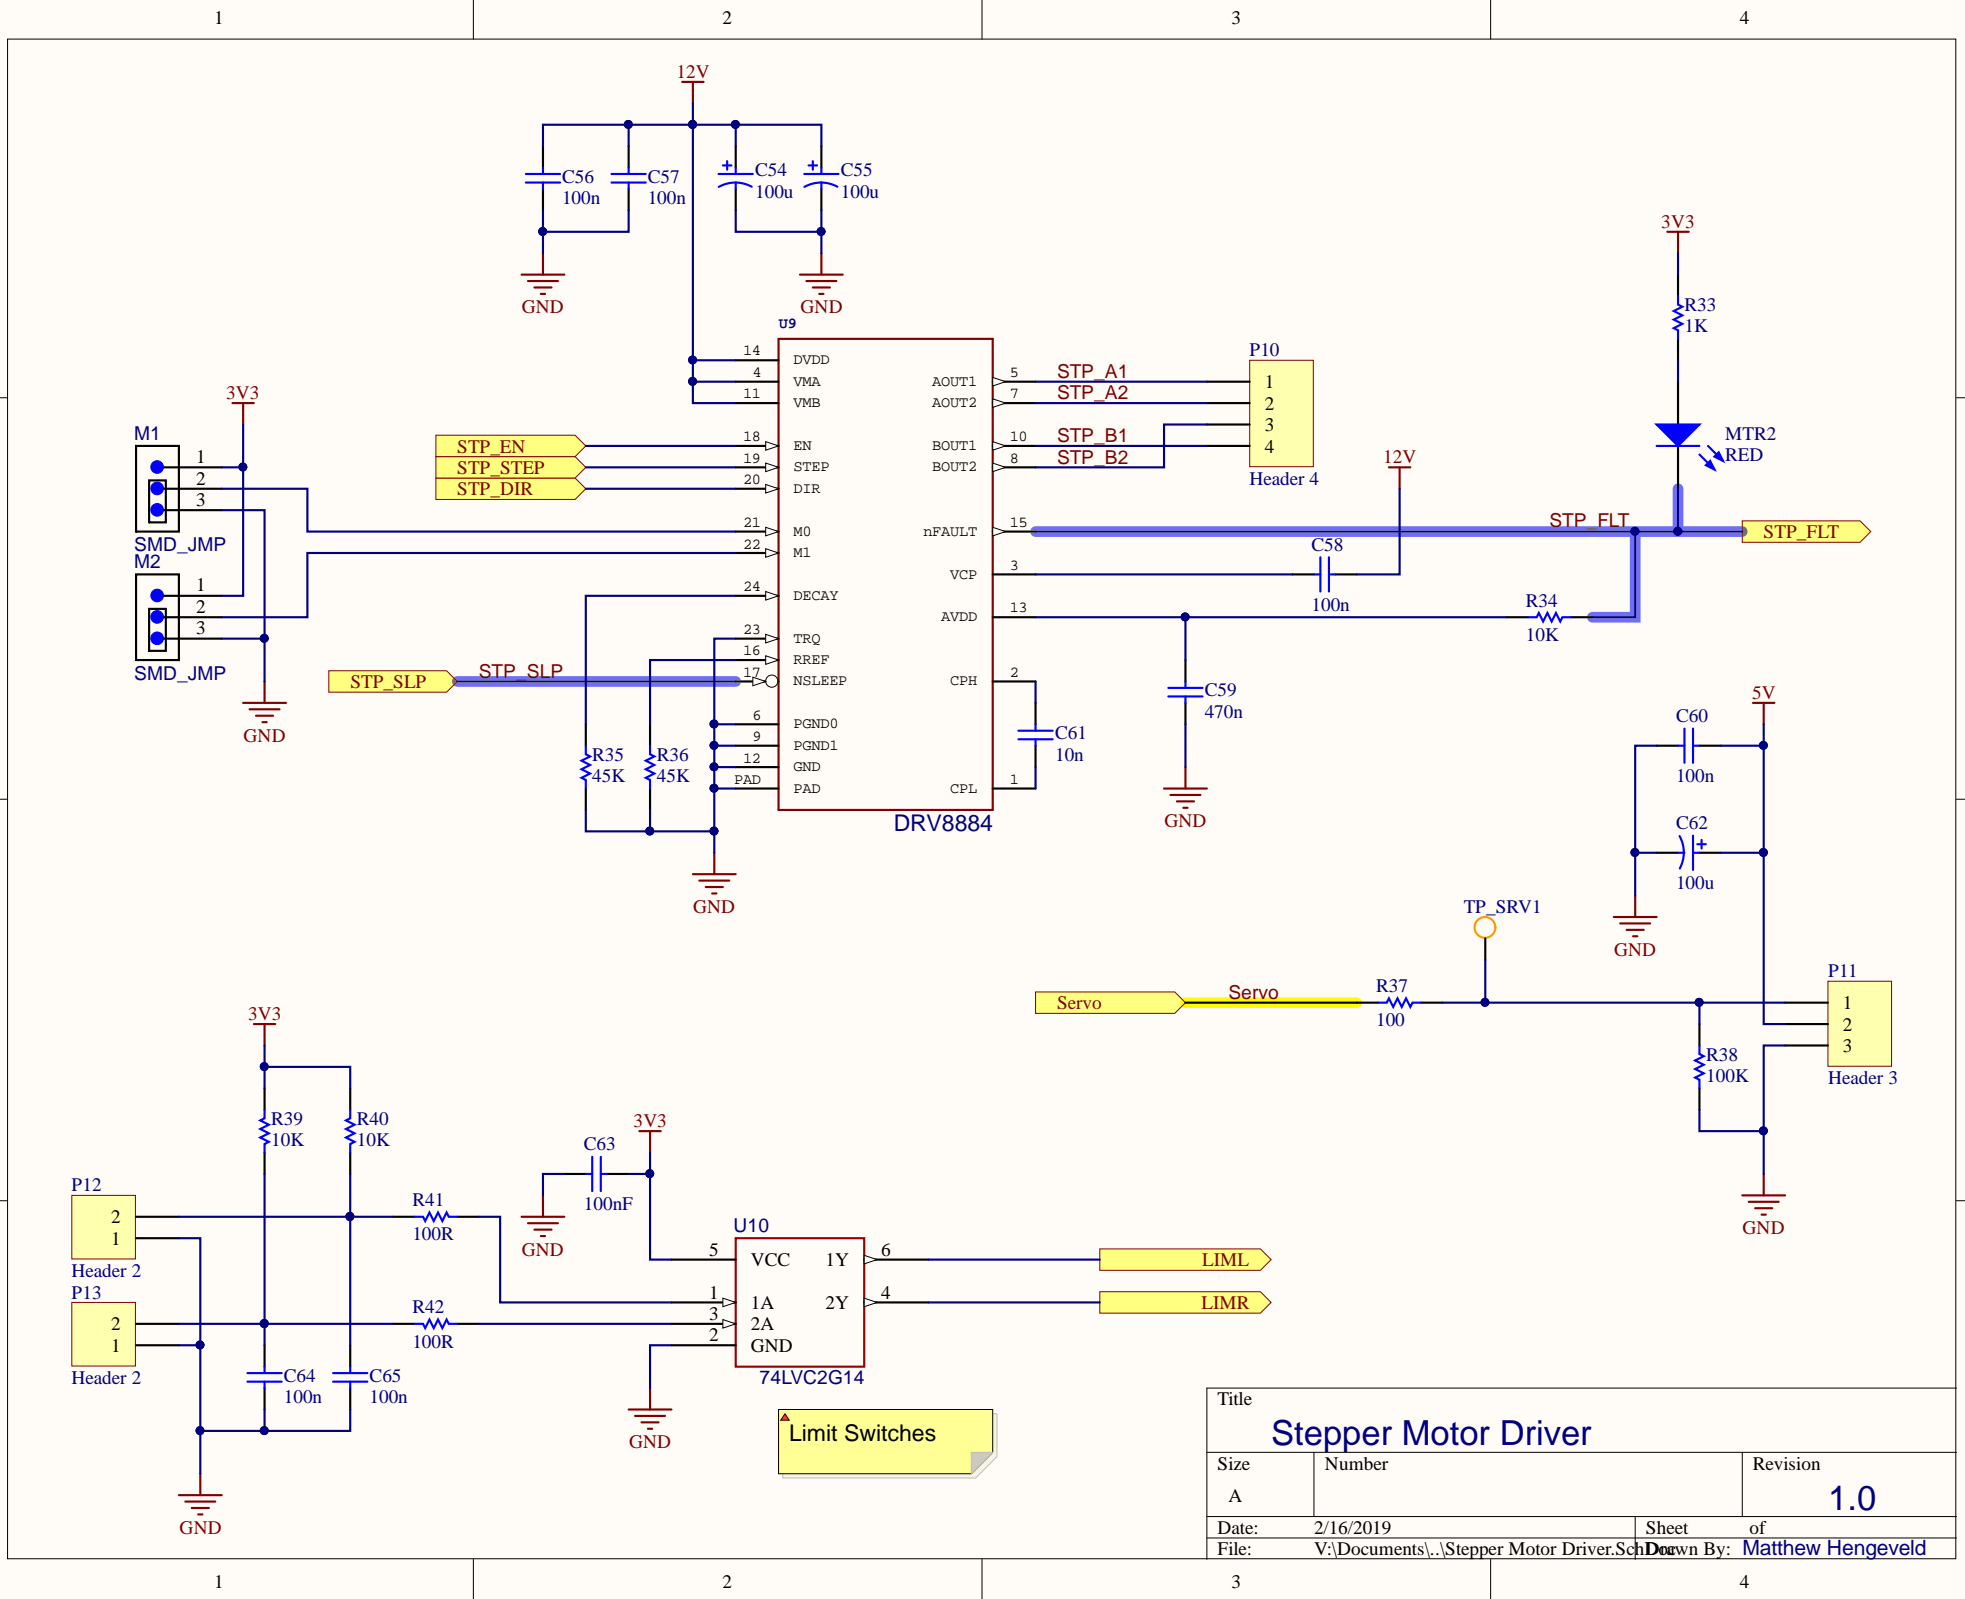 1 2 3 4
12V
C56
100n
C57
100n
C54
100u
C55
100u
GND
GND
3V3
R33
1K
MTR2
RED
U9
14 DVDD
4 VMA
11 VMB
18 EN
19 STEP
20 DIR
21 M0
22 M1
24 DECAY
23 TRQ
16 RREF
17 NSLEEP
6 PGND0
9 PGND1
12 GND
PAD PAD
AOUT1 5
AOUT2 7
BOUT1 10
BOUT2 8
nFAULT 15
VCP 3
AVDD 13
CPH 2
CPL 1
DRV8884
STP_A1
STP_A2
STP_B1
STP_B2
P10
1
2
3
4
Header 4
12V
STP_FLT
STP_FLT
C58
100n
R34
10K
C59
470n
GND
C61
10n
3V3
M1
1
2
3
SMD_JMP
M2
1
2
3
SMD_JMP
GND
STP_EN
STP_STEP
STP_DIR
STP_SLP
STP_SLP
R35
45K
R36
45K
GND
5V
C60
100n
C62
100u
GND
TP_SRV1
Servo
Servo
R37
100
R38
100K
P11
1
2
3
Header 3
GND
3V3
R39
10K
R40
10K
P12
2
1
Header 2
P13
2
1
Header 2
R41
100R
R42
100R
C64
100n
C65
100n
GND
3V3
C63
100nF
GND
U10
5 VCC
1 1A
3 2A
2 GND
1Y 6
2Y 4
74LVC2G14
GND
LIML
LIMR
Limit Switches
Title
Stepper Motor Driver
Size Number Revision
A 1.0
Date: 2/16/2019 Sheet of
File: V:\Documents\..\Stepper Motor Driver.SchDoc Drawn By: Matthew Hengeveld
1 2 3 4